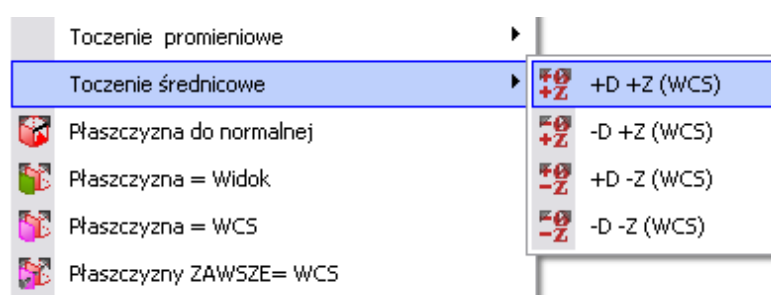 Toczenie promieniowe
Toczenie średnicowe
Płaszczyzna do normalnej
Płaszczyzna = Widok
Płaszczyzna = WCS
Płaszczyzny ZAWSZE= WCS
+D +Z (WCS)
-D +Z (WCS)
+D -Z (WCS)
-D -Z (WCS)